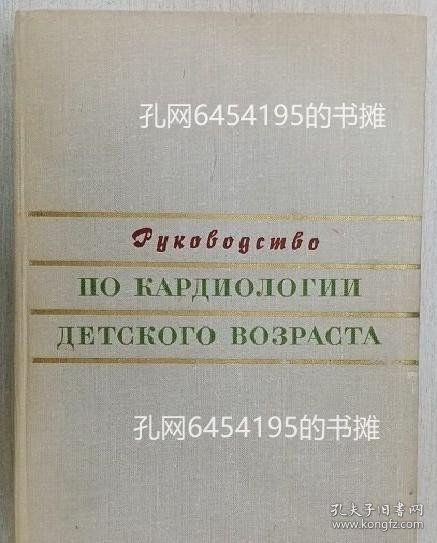 孔网6454195的书摊
Руководство
ПО КАРДИОЛОГИИ
ДЕТСКОГО ВОЗРАСТА
孔网6454195的书摊
孔夫子旧书网
www.kongfz.com